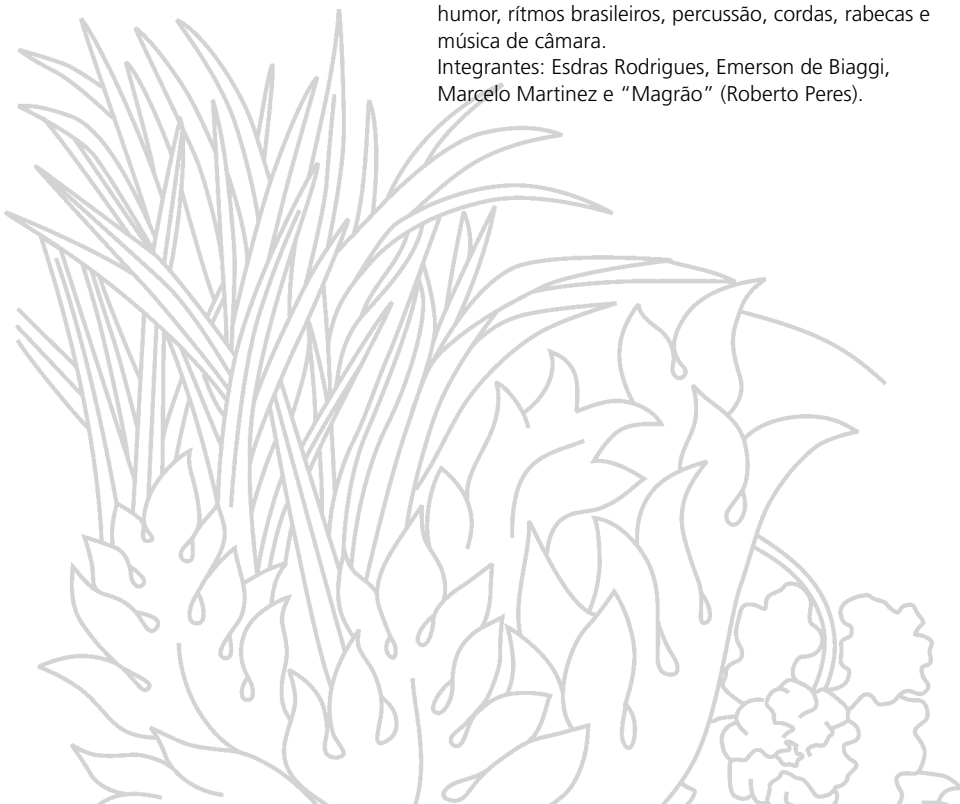 humor, rítmos brasileiros, percussão, cordas, rabecas e
música de câmara.
Integrantes: Esdras Rodrigues, Emerson de Biaggi,
Marcelo Martinez e “Magrão” (Roberto Peres).